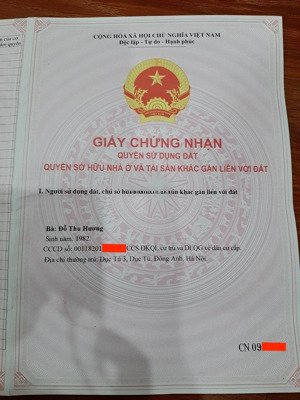 CỘNG HÒA XÃ HỘI CHỦ NGHĨA VIỆT NAM
Độc lập - Tự do - Hạnh phúc
GIẤY CHỨNG NHẬN
QUYỀN SỬ DỤNG ĐẤT
QUYỀN SỞ HỮU NHÀ Ở VÀ TÀI SẢN KHÁC GẮN LIỀN VỚI ĐẤT
I. Người sử dụng đất, chủ sở hữu khác gắn liền với đất
Bà: Đỗ Thu Hương
Sinh năm: 1982
CCCD số: 00118201 CCS ĐKQL cư trú và DLQG về dân cư cấp.
Địa chỉ thường trú: Dục Tú 3, Dục Tú, Đông Anh, Hà Nội.
CN 09